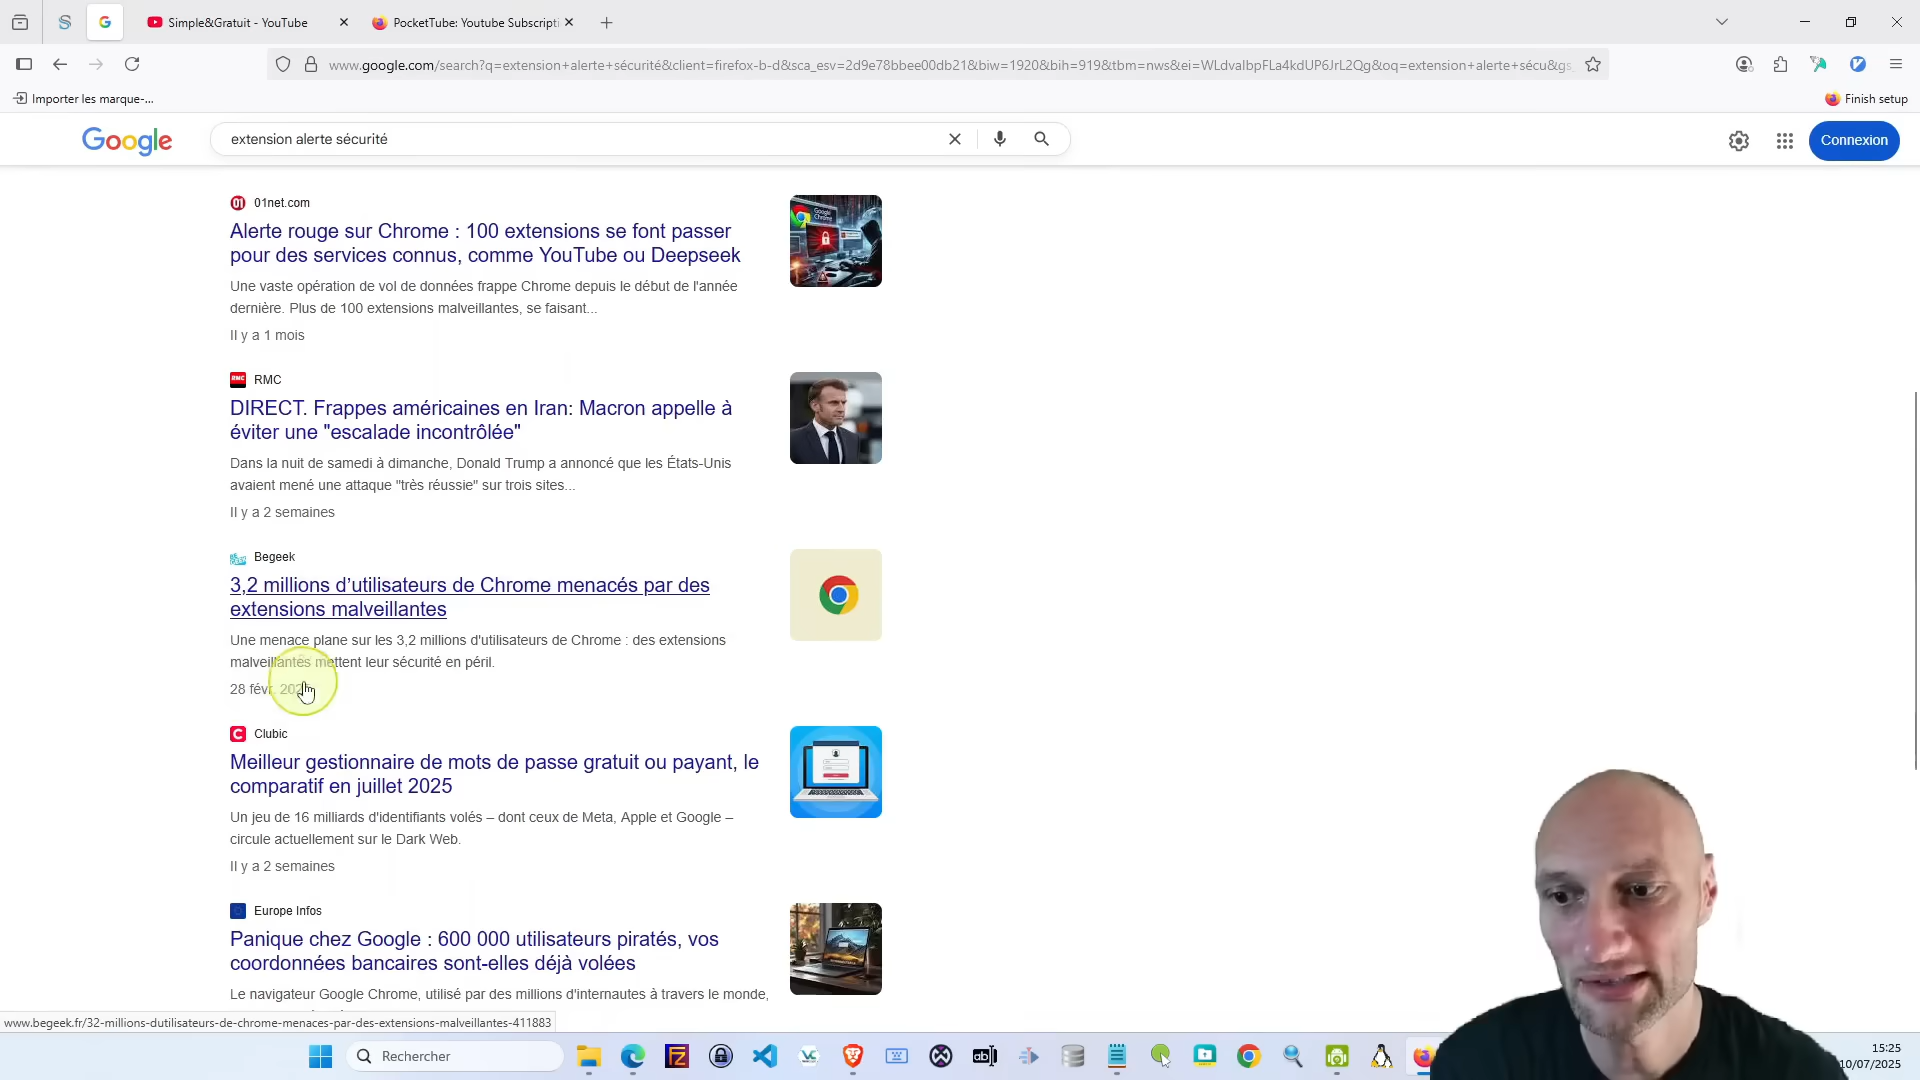 Simple&Gratuit - YouTube
PocketTube: Youtube Subscripti
www.google.com/search?q=extension+alerte+sécurité&client=firefox-b-d&sca_esv=2d9e78bbee00db21&biw=1920&bih=919&tbm=nws&ei=WLdvaIbpFLa4kdUP6JrL2Qg&oq=extension+alerte+sécu&gs_
Importer les marque-...
Finish setup
Google
extension alerte sécurité
Connexion
01net.com
Alerte rouge sur Chrome : 100 extensions se font passer
pour des services connus, comme YouTube ou Deepseek
Une vaste opération de vol de données frappe Chrome depuis le début de l'année
dernière. Plus de 100 extensions malveillantes, se faisant...
Il y a 1 mois
RMC
DIRECT. Frappes américaines en Iran: Macron appelle à
éviter une "escalade incontrôlée"
Dans la nuit de samedi à dimanche, Donald Trump a annoncé que les États-Unis
avaient mené une attaque "très réussie" sur trois sites...
Il y a 2 semaines
Begeek
3,2 millions d’utilisateurs de Chrome menacés par des
extensions malveillantes
Une menace plane sur les 3,2 millions d'utilisateurs de Chrome : des extensions
malveillantes mettent leur sécurité en péril.
28 févr. 2025
Clubic
Meilleur gestionnaire de mots de passe gratuit ou payant, le
comparatif en juillet 2025
Un jeu de 16 milliards d'identifiants volés – dont ceux de Meta, Apple et Google –
circule actuellement sur le Dark Web.
Il y a 2 semaines
Europe Infos
Panique chez Google : 600 000 utilisateurs piratés, vos
coordonnées bancaires sont-elles déjà volées
Le navigateur Google Chrome, utilisé par des millions d'internautes à travers le monde,
www.begeek.fr/32-millions-dutilisateurs-de-chrome-menaces-par-des-extensions-malveillantes-411883
Rechercher
15:25
10/07/2025